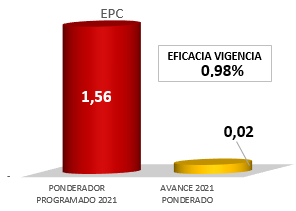 EPC
EFICACIA VIGENCIA
0,98%
1,56
0,02
PONDERADOR
PROGRAMADO 2021
AVANCE 2021
PONDERADO